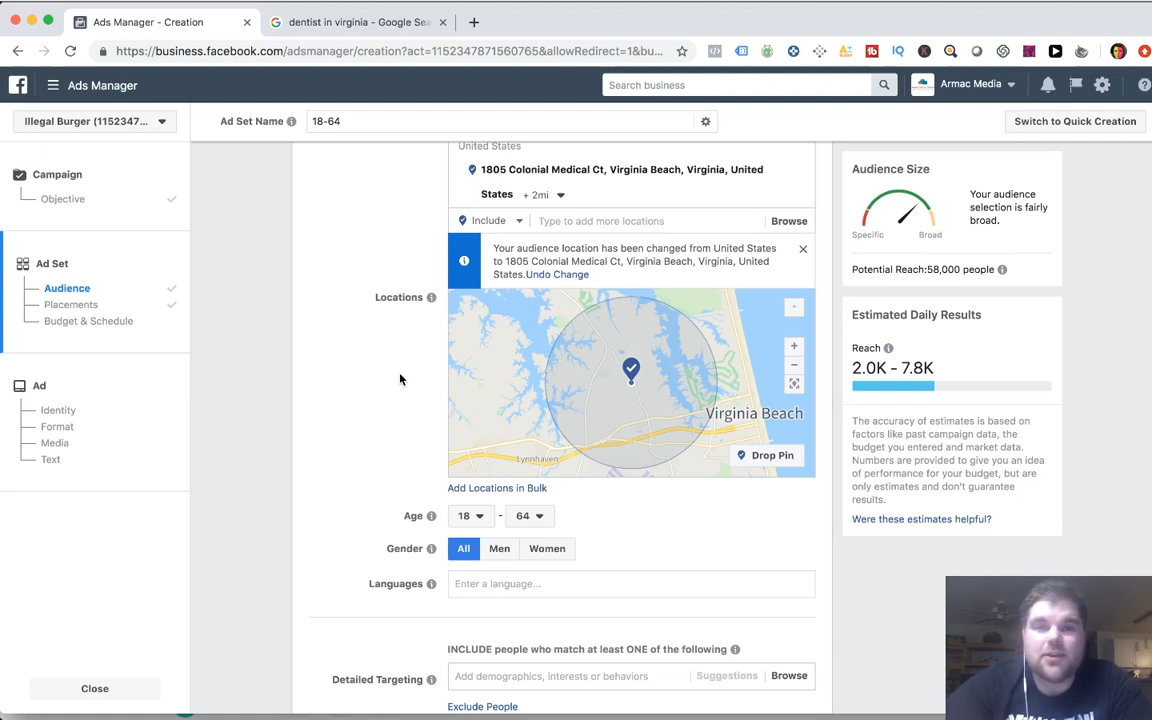 Ads Manager - Creation
dentist in virginia - Google Sea
https://business.facebook.com/adsmanager/creation?act=1152347871560765&allowRedirect=1&bu...
Ads Manager
Search business
Armac Media
Illegal Burger (1152347...
Ad Set Name
18-64
Switch to Quick Creation
Campaign
Objective
Ad Set
Audience
Placements
Budget & Schedule
Ad
Identity
Format
Media
Text
Close
United States
1805 Colonial Medical Ct, Virginia Beach, Virginia, United
States + 2mi
Include
Type to add more locations
Browse
Your audience location has been changed from United States
to 1805 Colonial Medical Ct, Virginia Beach, Virginia, United
States.Undo Change
Locations
Virginia Beach
Lynnhaven
Drop Pin
Add Locations in Bulk
Age
18 - 64
Gender
All
Men
Women
Languages
Enter a language...
INCLUDE people who match at least ONE of the following
Detailed Targeting
Add demographics, interests or behaviors
Suggestions
Browse
Exclude People
Audience Size
Your audience
selection is fairly
broad.
Specific
Broad
Potential Reach:58,000 people
Estimated Daily Results
Reach
2.0K - 7.8K
The accuracy of estimates is based on
factors like past campaign data, the
budget you entered and market data.
Numbers are provided to give you an idea
of performance for your budget, but are
only estimates and don't guarantee
results.
Were these estimates helpful?